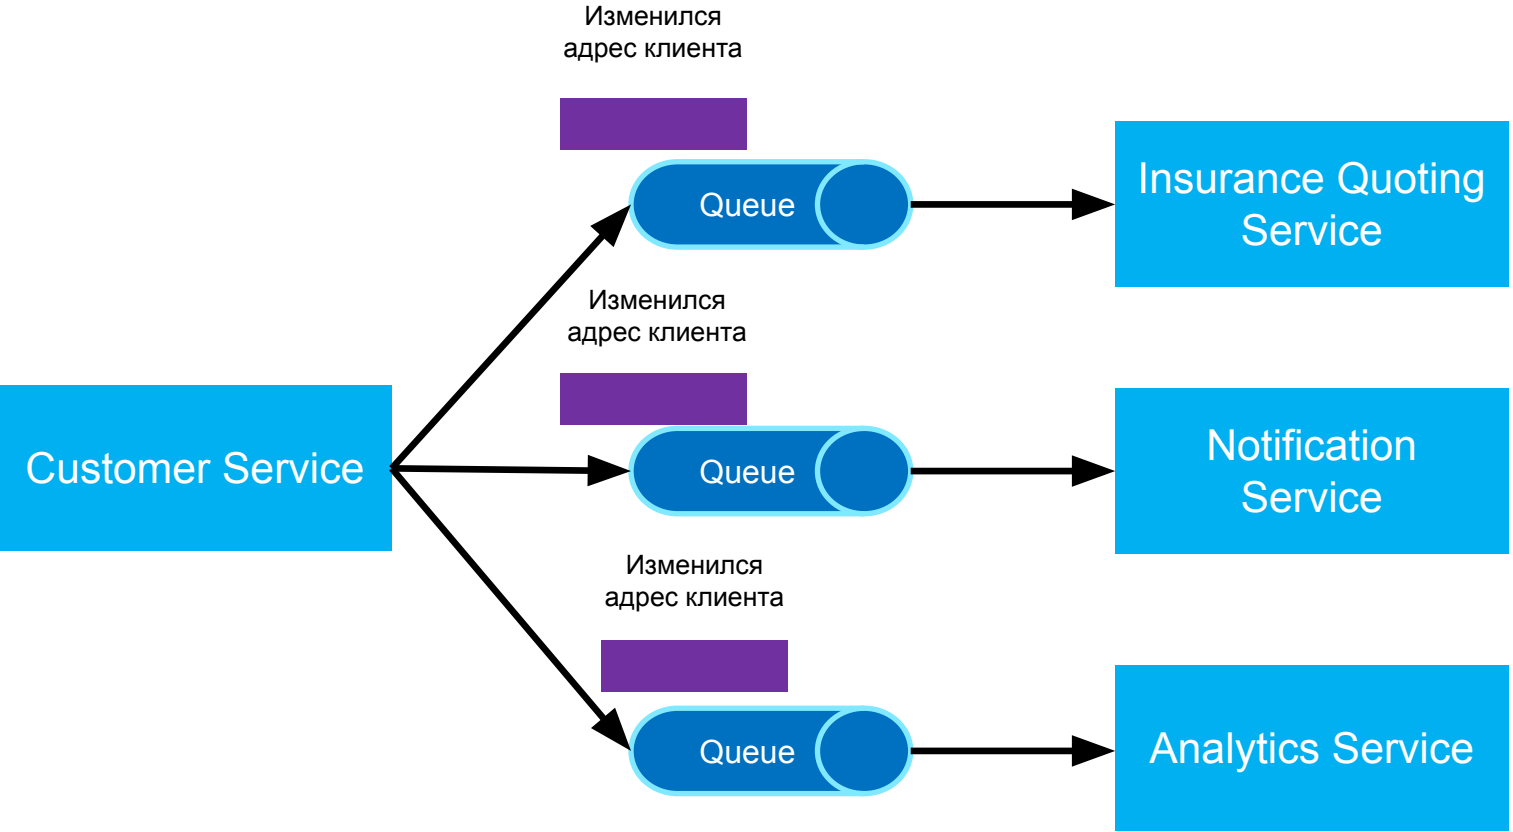 Изменился
адрес клиента
Queue
Insurance Quoting
Service
Изменился
адрес клиента
Customer Service
Queue
Notification
Service
Изменился
адрес клиента
Queue
Analytics Service